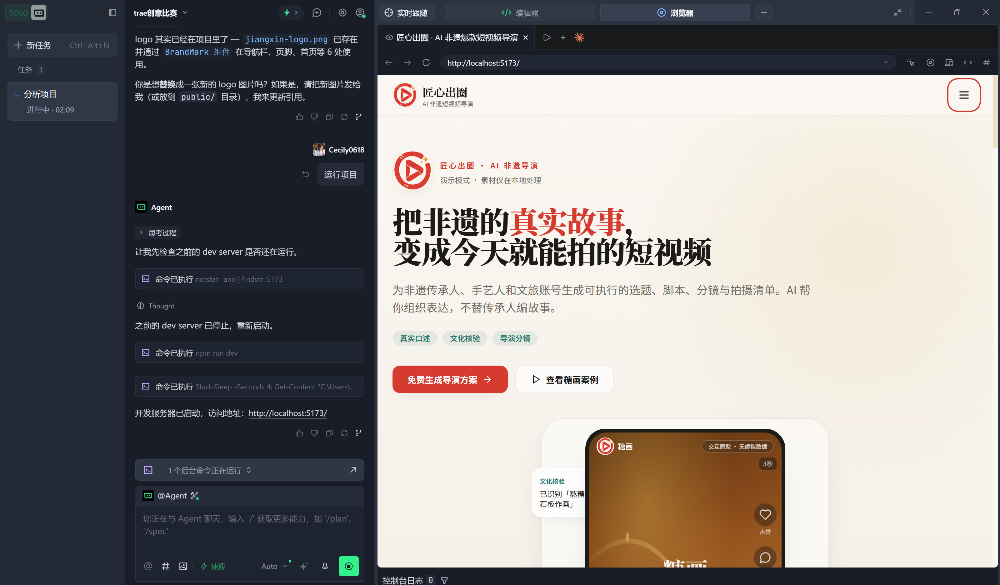 SOLO
新任务 Ctrl+Alt+N
任务 1
分析项目
进行中 · 02:09
trae创意比赛
logo 其实已经在项目里了 — jiangxin-logo.png 已存在
并通过 BrandMark 组件 在导航栏、页脚、首页等 6 处使
用。
你是想替换成一张新的 logo 图片吗？如果是，请把新图片发给
我（或放到 public/ 目录），我来更新引用。
Cecily0618
运行项目
Agent
思考过程
让我先检查之前的 dev server 是否还在运行。
命令已执行 netstat -ano | findstr :5173
Thought
之前的 dev server 已停止，重新启动。
命令已执行 npm run dev
命令已执行 Start-Sleep -Seconds 4; Get-Content "C:\Users\...
开发服务器已启动，访问地址：http://localhost:5173/
1 个后台命令正在运行
@Agent
您正在与 Agent 聊天，输入 '/' 获取更多能力，如 '/plan'，
'/spec'
速通
Auto
实时跟随
编辑器
浏览器
匠心出圈 · AI 非遗爆款短视频导演
http://localhost:5173/
匠心出圈
AI 非遗短视频导演
匠心出圈 · AI 非遗导演
演示模式 · 素材仅在本地处理
把非遗的真实故事，
变成今天就能拍的短视频
为非遗传承人、手艺人和文旅账号生成可执行的选题、脚本、分镜与拍摄清单。AI 帮
你组织表达，不替传承人编故事。
真实口述
文化核验
导演分镜
免费生成导演方案
查看糖画案例
糖画
交互原型 · 无虚拟数据
3秒
文化核验
已识别「熬糖
石板作画」
点赞
糖画
控制台日志 0